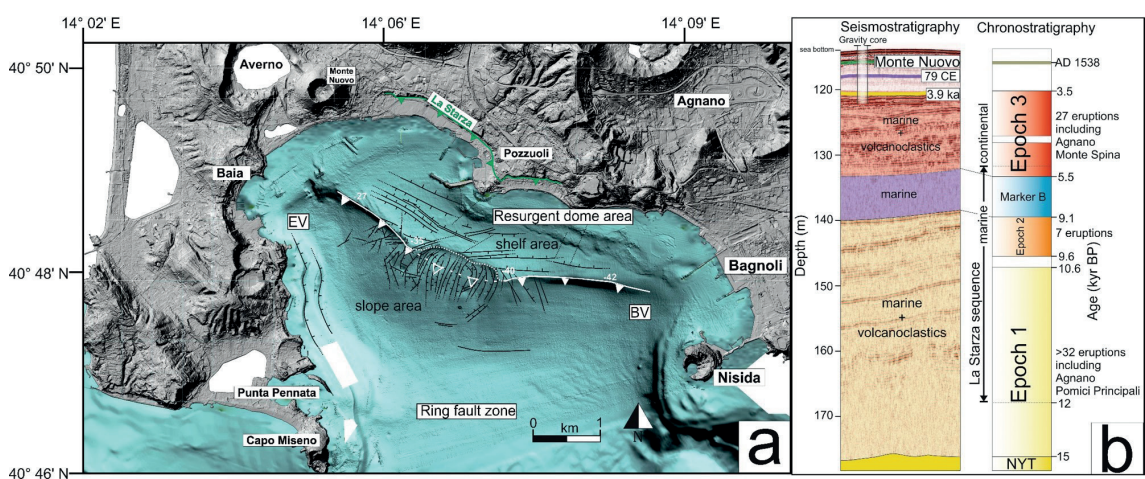 14° 02'
14° 06'
14° 09'
40° 50'
40° 48'
40° 46'
N
N
N
Averno
Monte
Nuovo
La Starza
Agnano
Pozzuoli
Baia
Resurgent dome area
EV
shelf area
Bagnoli
slope area
BV
-27
-40
-42
Nisida
Punta Pennata
Ring fault zone
Capo Miseno
0
km
1
N
a
Seismostratigraphy
Chronostratigraphy
Gravity core
sea bottom
Monte Nuovo
79 CE
3.9 ka
120
130
140
150
160
170
Depth (m)
marine
+
volcanoclastics
marine
marine
+
volcanoclastics
continental
marine
La Starza sequence
AD 1538
3.5
Epoch 3
27 eruptions
including
Agnano
Monte Spina
5.5
Marker B
9.1
Epoch 2
7 eruptions
9.6
10.6
Age (kyr BP)
Epoch 1
>32 eruptions
including
Agnano
Pomici Principali
12
15
NYT
b